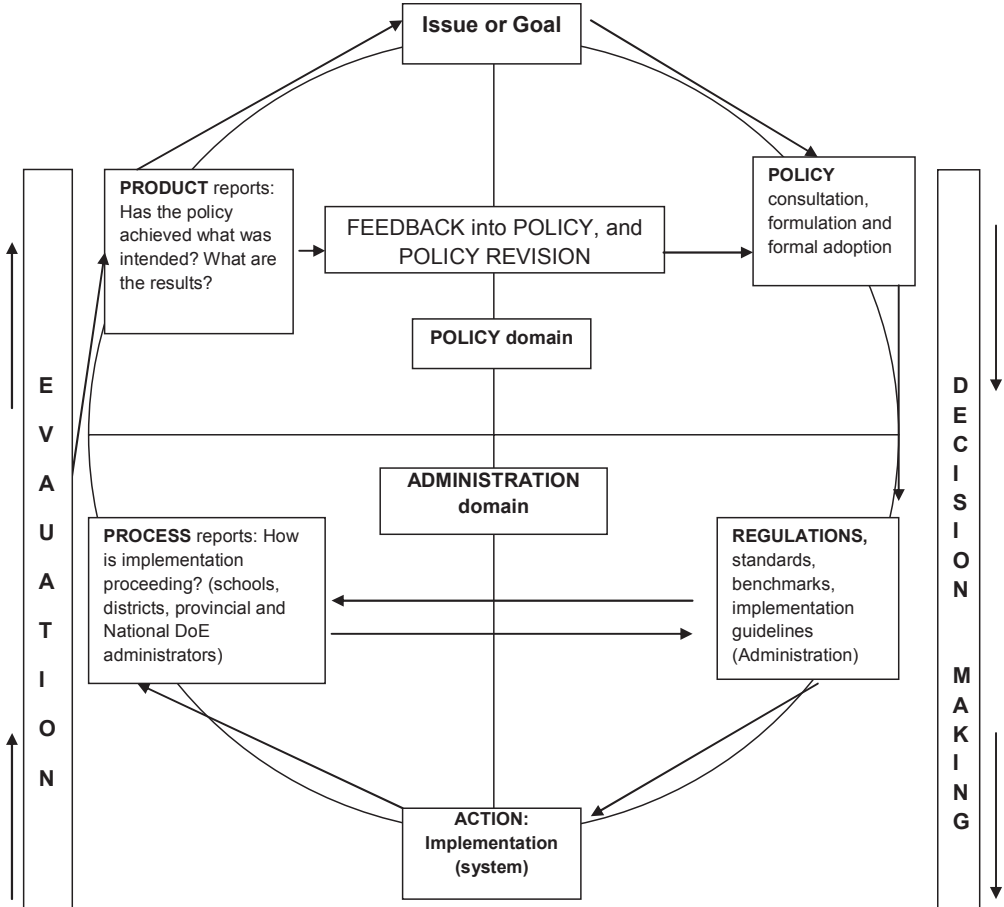 Issue or Goal
PRODUCT reports:
Has the policy
achieved what was
intended? What are
the results?
FEEDBACK into POLICY, and
POLICY REVISION
POLICY
consultation,
formulation and
formal adoption
POLICY domain
E
V
A
U
A
T
I
O
N
D
E
C
I
S
I
O
N
M
A
K
I
N
G
ADMINISTRATION
domain
PROCESS reports: How
is implementation
proceeding? (schools,
districts, provincial and
National DoE
administrators)
REGULATIONS,
standards,
benchmarks,
implementation
guidelines
(Administration)
ACTION:
Implementation
(system)